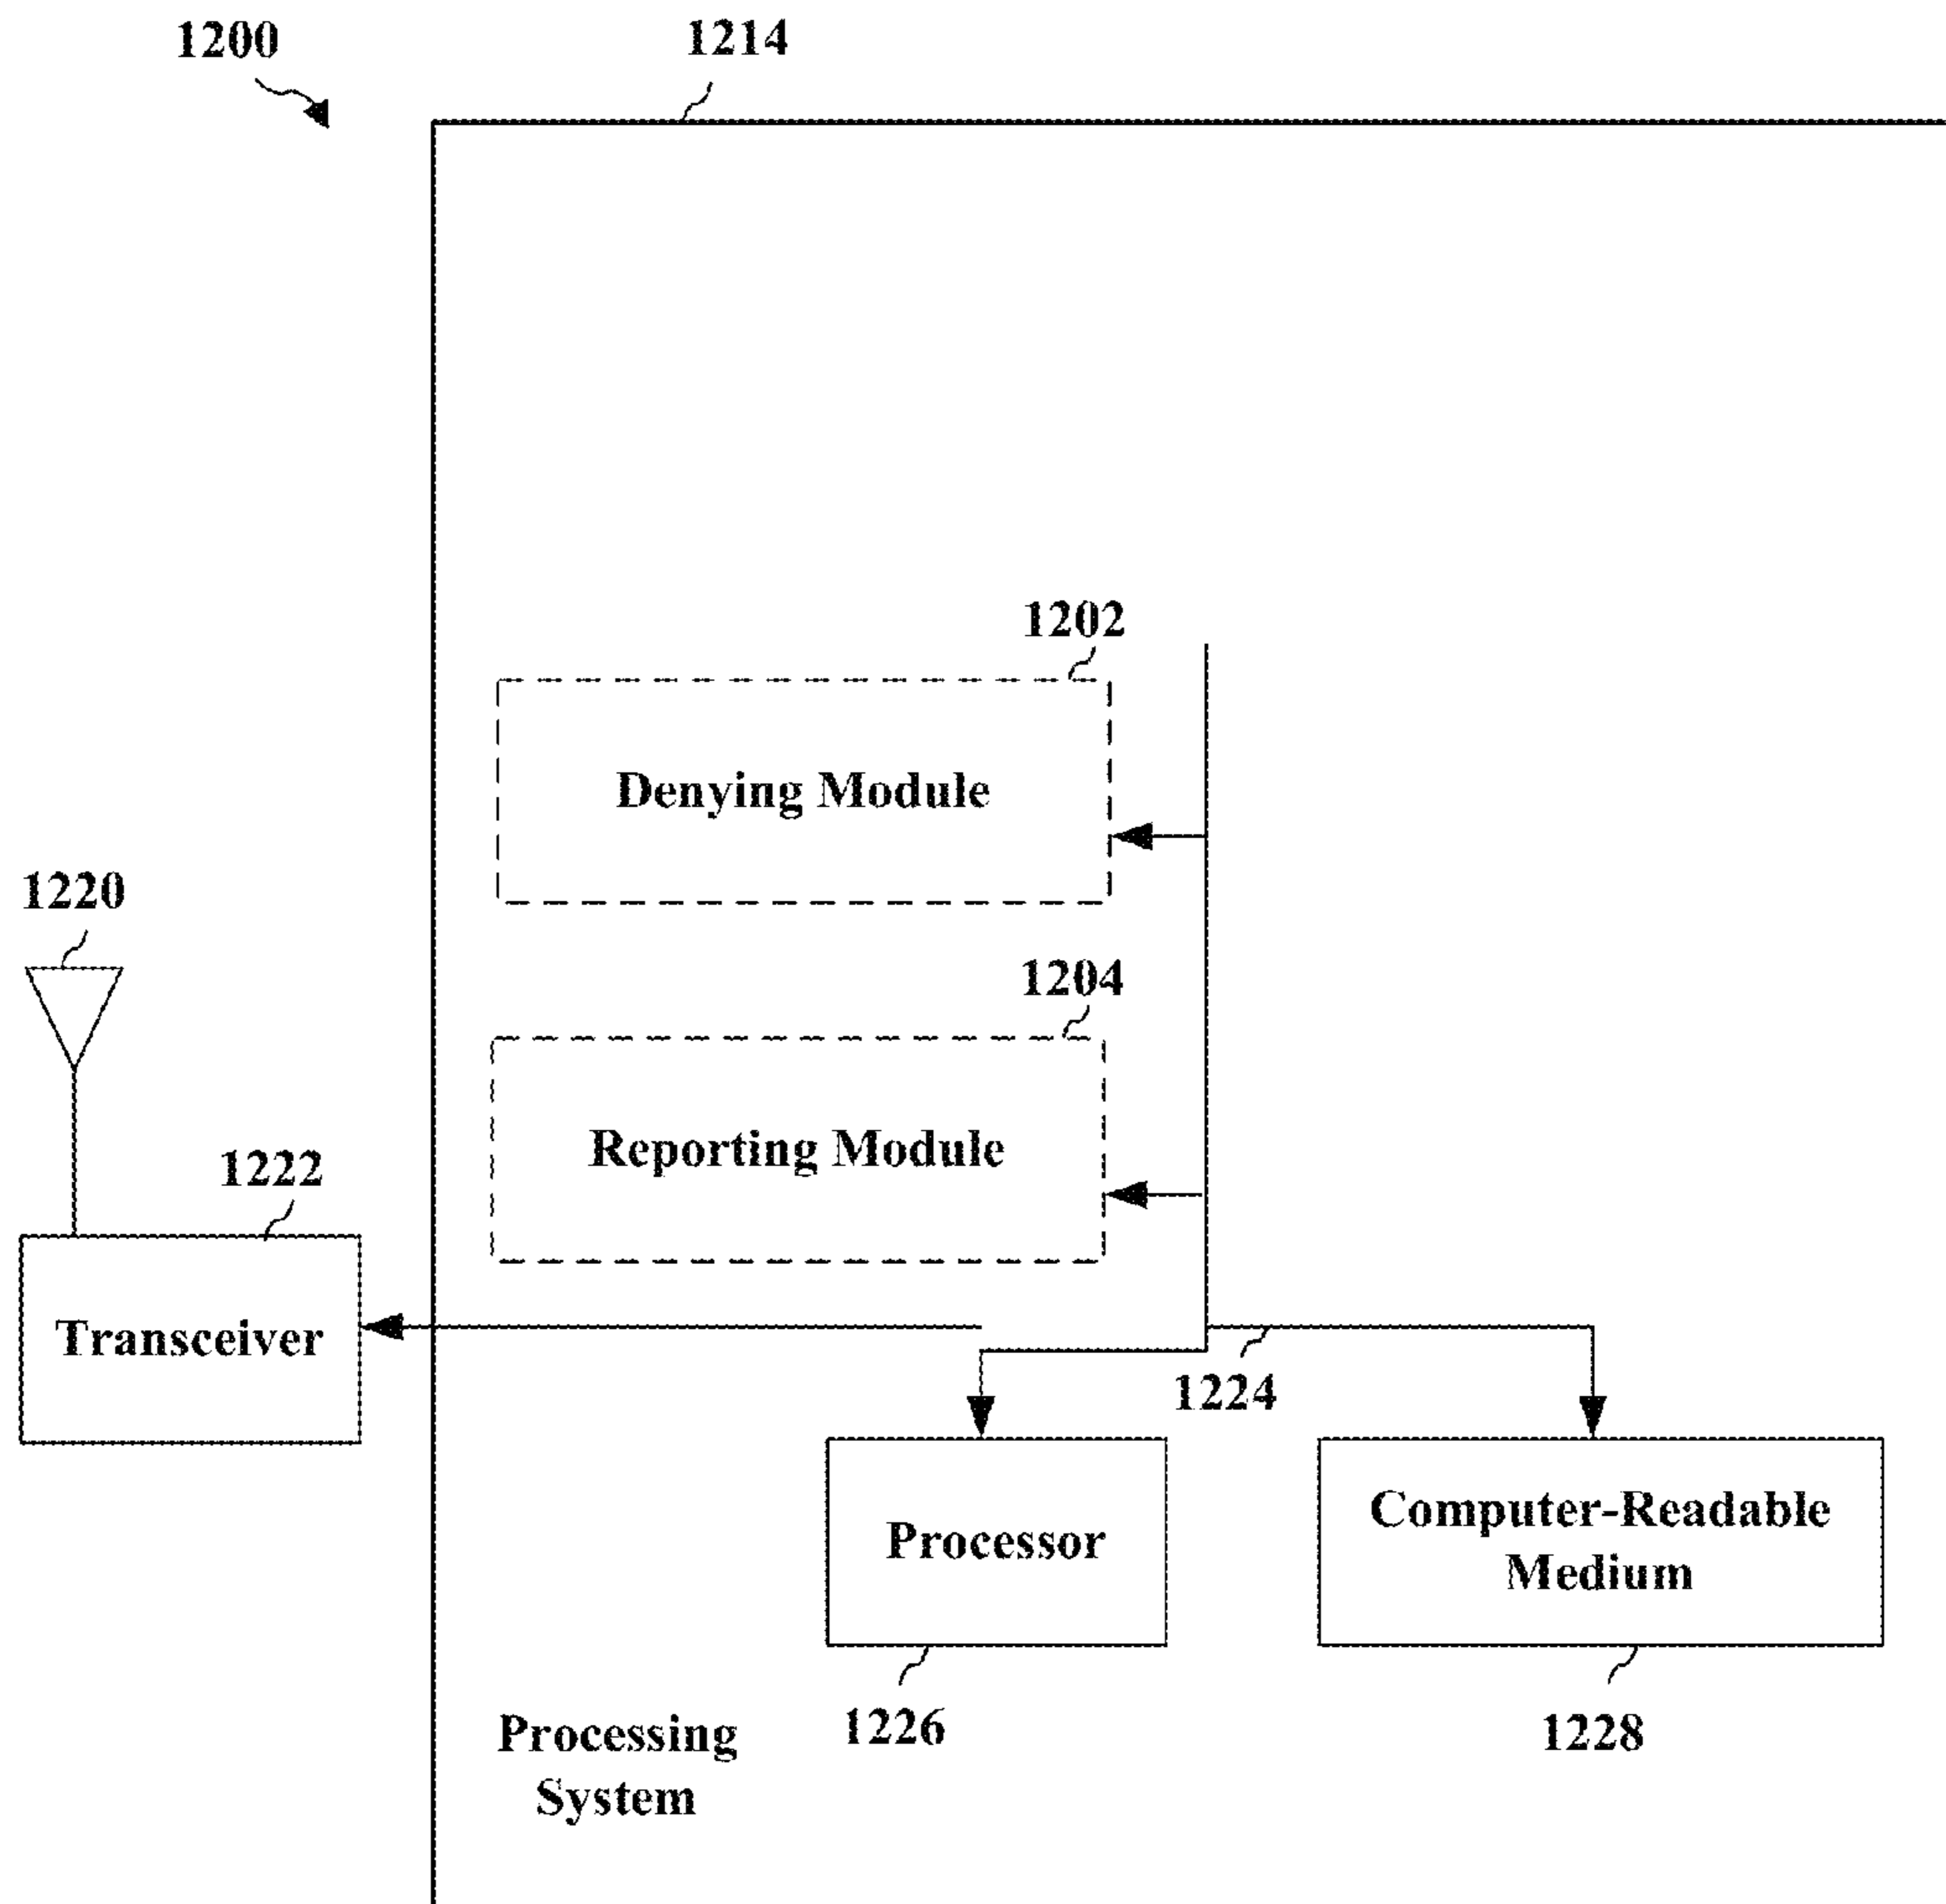 1200
1214
1202
Denying Module
1220
1204
Reporting Module
1222
Transceiver
1224
Processor
Computer-Readable
Medium
1226
1228
Processing
System